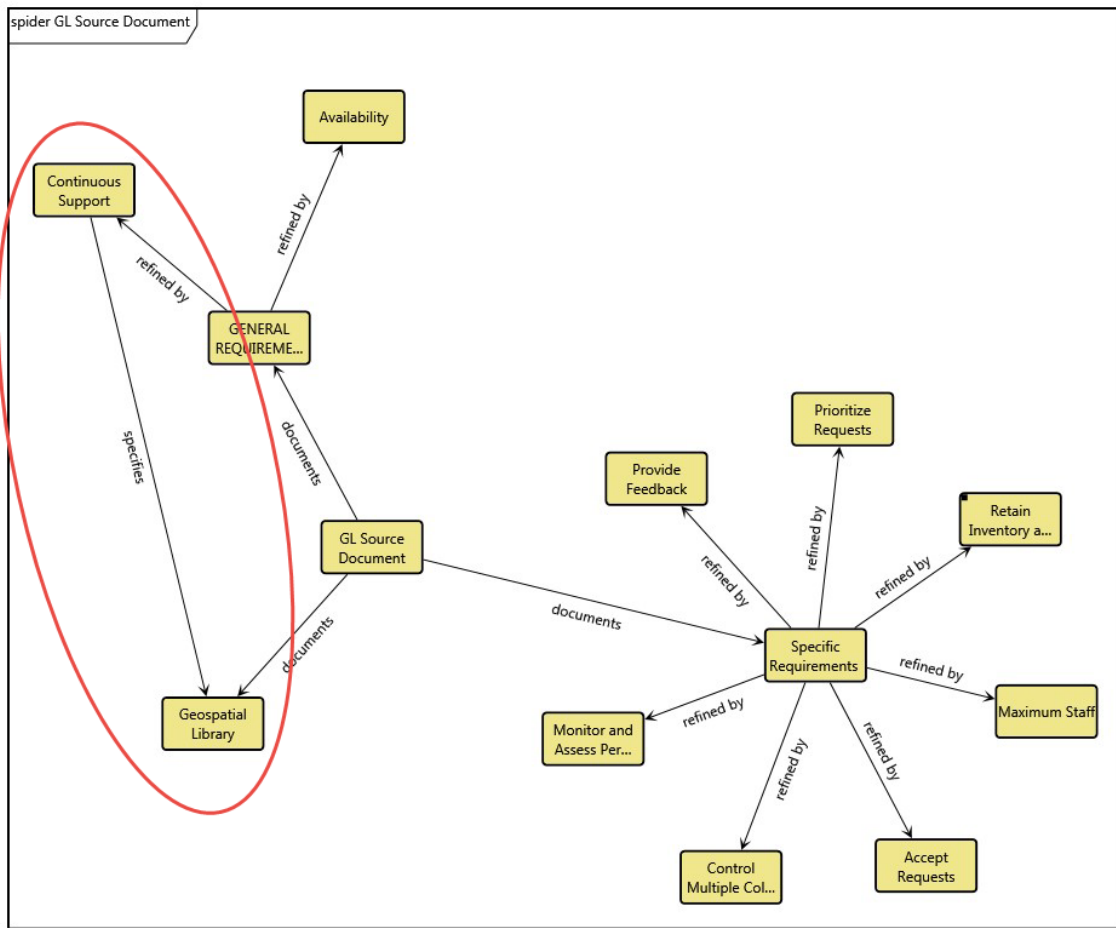 spider GL Source Document
Availability
Continuous
Support
refined by
refined by
GENERAL
REQUIREME...
Prioritize
Requests
documents
specifies
Provide
Feedback
Retain
Inventory a...
refined by
GL Source
Document
refined by
refined by
documents
documents
Specific
Requirements
refined by
Geospatial
Library
refined by
Maximum Staff
Monitor and
Assess Per...
refined by
refined by
Control
Multiple Col...
Accept
Requests